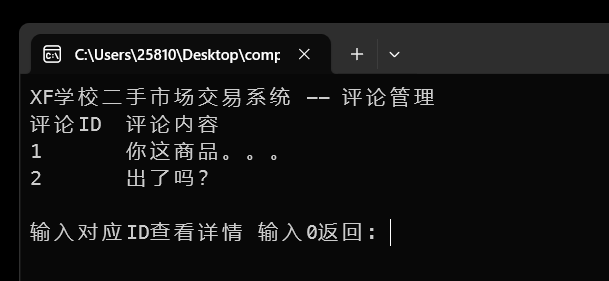 C:\Users\25810\Desktop\comp
XF学校二手市场交易系统 -- 评论管理
评论ID 评论内容
1 你这商品。。。
2 出了吗?
输入对应ID查看详情 输入0返回: